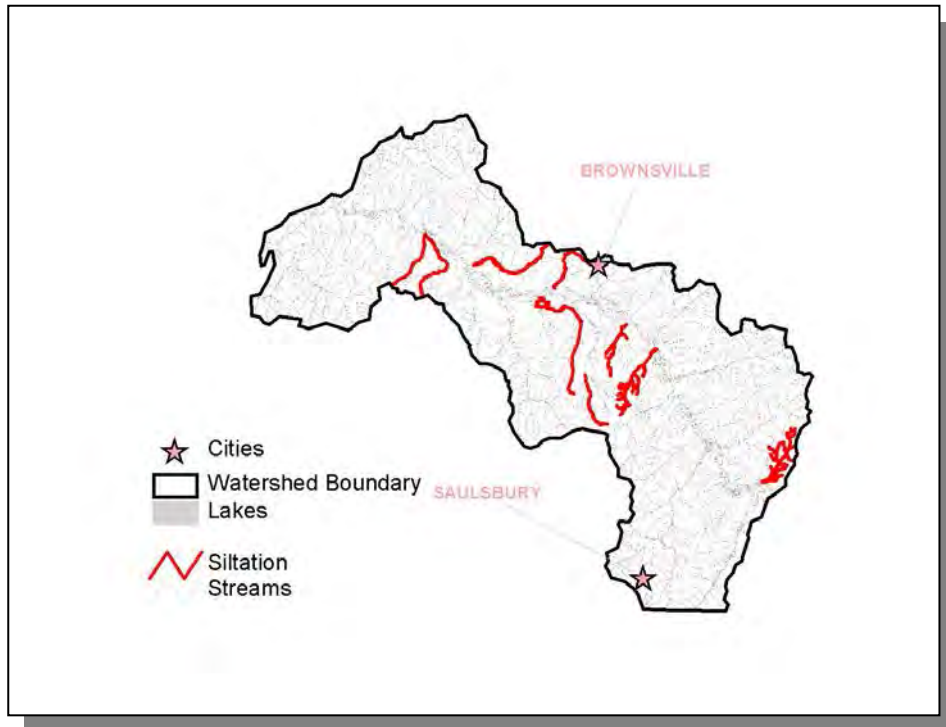 BROWNSVILLE
Cities
Watershed Boundary
SAULSBURY
Lakes
Siltation
Streams